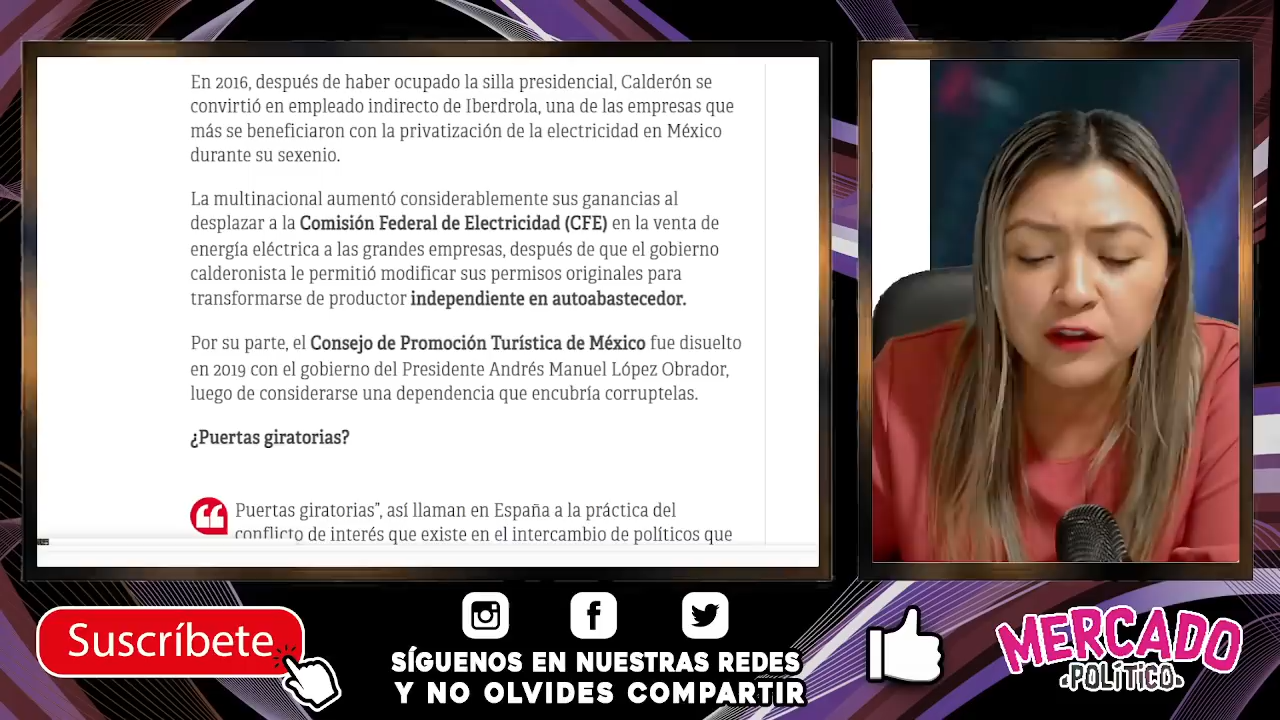 En 2016, después de haber ocupado la silla presidencial, Calderón se
convirtió en empleado indirecto de Iberdrola, una de las empresas que
más se beneficiaron con la privatización de la electricidad en México
durante su sexenio.
La multinacional aumentó considerablemente sus ganancias al
desplazar a la Comisión Federal de Electricidad (CFE) en la venta de
energía eléctrica a las grandes empresas, después de que el gobierno
calderonista le permitió modificar sus permisos originales para
transformarse de productor independiente en autoabastecedor.
Por su parte, el Consejo de Promoción Turística de México fue disuelto
en 2019 con el gobierno del Presidente Andrés Manuel López Obrador,
luego de considerarse una dependencia que encubría corruptelas.
¿Puertas giratorias?
Puertas giratorias”, así llaman en España a la práctica del
conflicto de interés que existe en el intercambio de políticos que
Suscríbete
SÍGUENOS EN NUESTRAS REDES
Y NO OLVIDES COMPARTIR
MERCADO
POLÍTICO